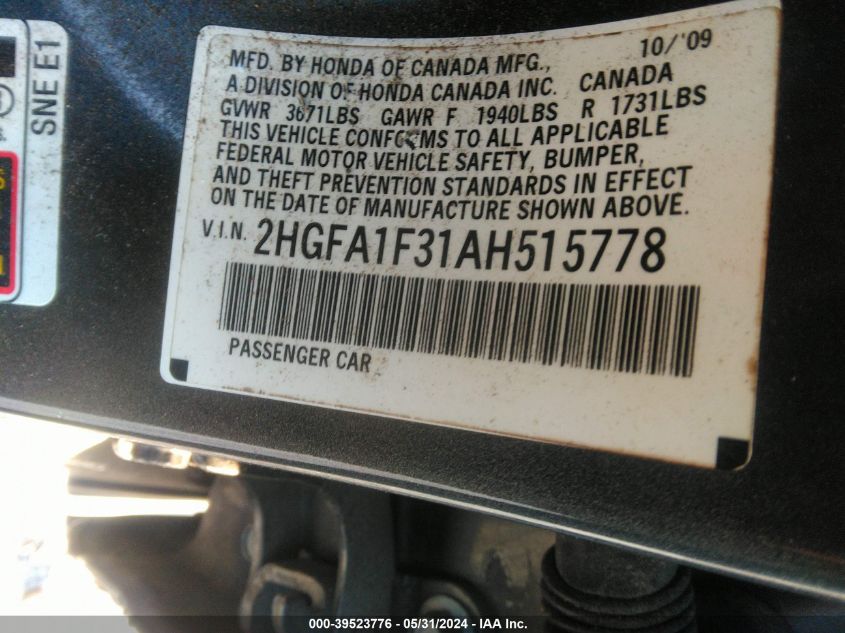 SNE E1
MFD. BY HONDA OF CANADA MFG., 10/'09
A DIVISION OF HONDA CANADA INC. CANADA
GVWR 3671LBS GAWR F 1940LBS R 1731LBS
THIS VEHICLE CONFORMS TO ALL APPLICABLE
FEDERAL MOTOR VEHICLE SAFETY, BUMPER,
AND THEFT PREVENTION STANDARDS IN EFFECT
ON THE DATE OF MANUFACTURE SHOWN ABOVE.
V.I.N. 2HGFA1F31AH515778
PASSENGER CAR
000-39523776 - 05/31/2024 - IAA Holdings, LLC.